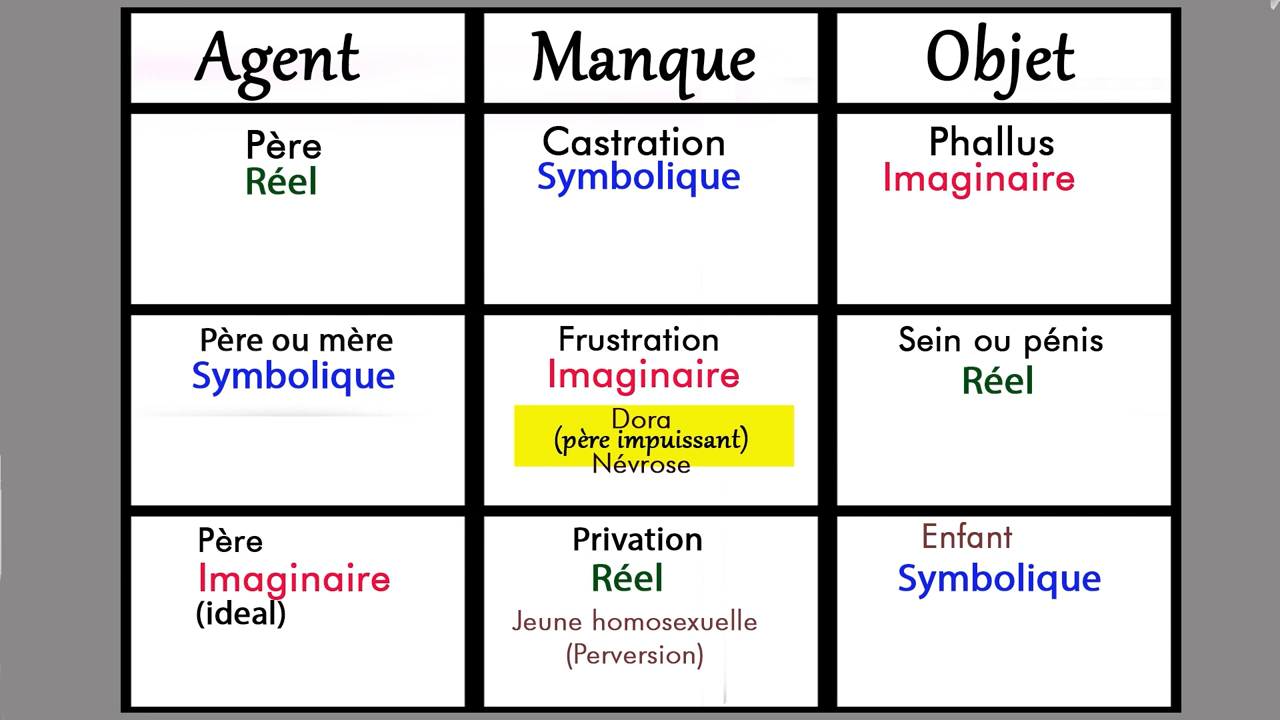 Agent
Manque
Objet
Père
Réel
Castration
Symbolique
Phallus
Imaginaire
Père ou mère
Symbolique
Frustration
Imaginaire
Dora
(père impuissant)
Névrose
Sein ou pénis
Réel
Père
Imaginaire
(ideal)
Privation
Réel
Jeune homosexuelle
(Perversion)
Enfant
Symbolique